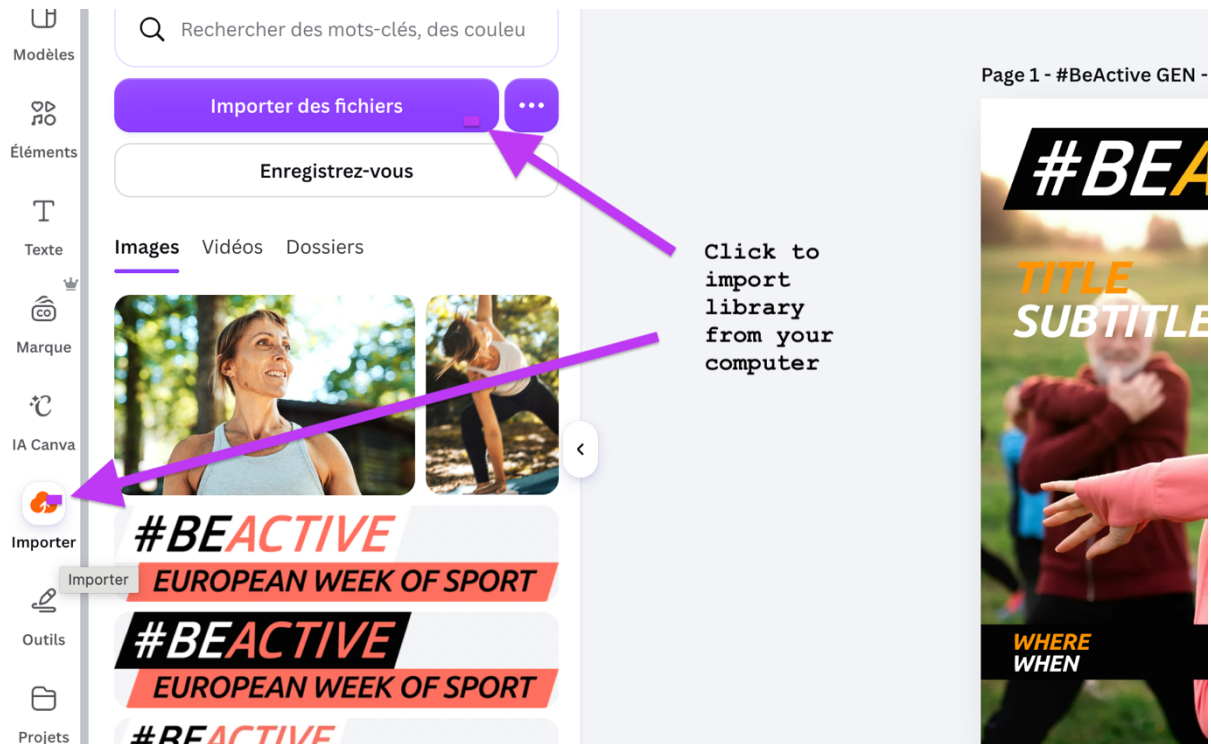 Modèles
Éléments
Texte
CO
Marque
IA Canva
Importer
Importer
Outils
Projets
Rechercher des mots-clés, des couleu
Importer des fichiers
Enregistrez-vous
Images Vidéos Dossiers
#BEACTIVE
EUROPEAN WEEK OF SPORT
#BEACTIVE
EUROPEAN WEEK OF SPORT
#BEACTIVE
Click to
import
library
from your
computer
Page 1 - #BeActive GEN -
#BEA
TITLE
SUBTITLE
WHERE
WHEN